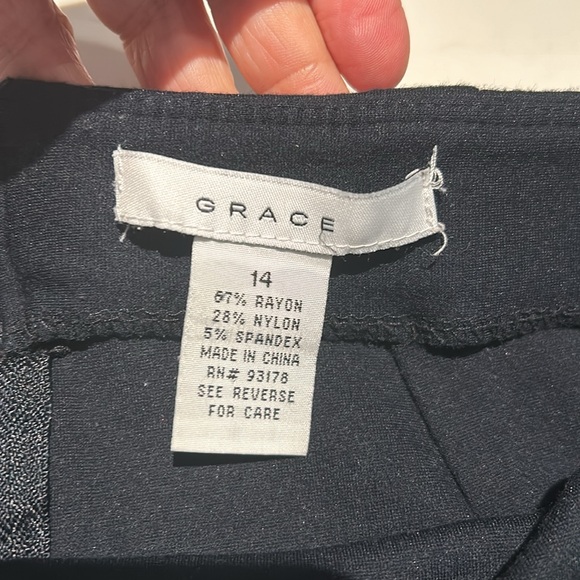 GRACE
14
67% RAYON
28% NYLON
5% SPANDEX
MADE IN CHINA
RN# 93178
SEE REVERSE
FOR CARE